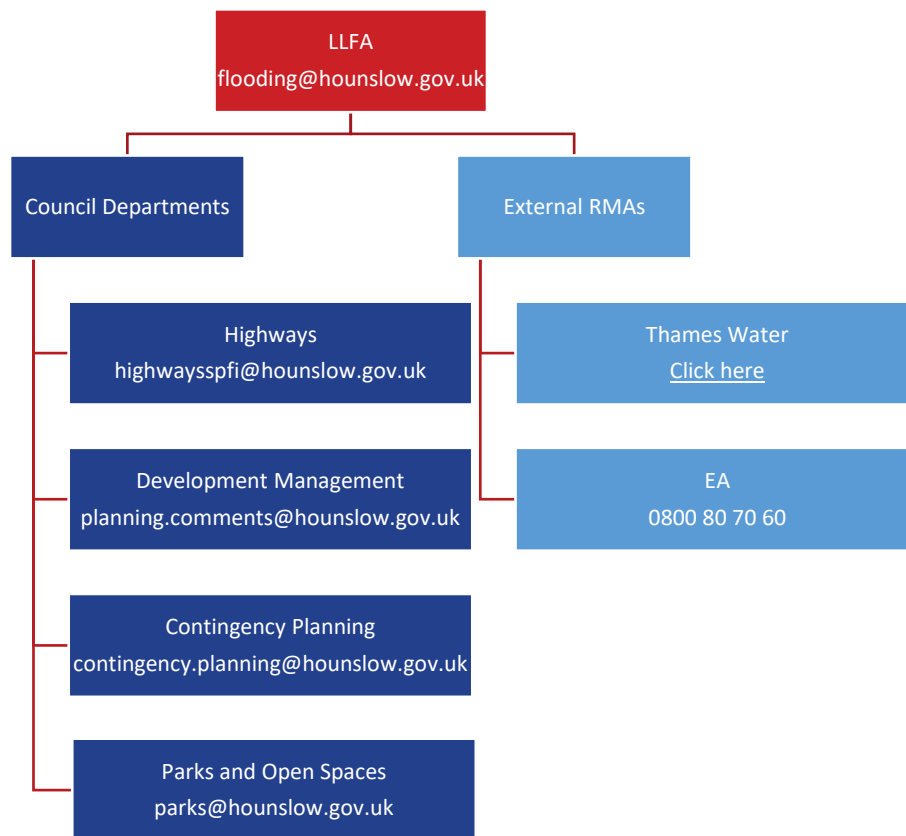 LLFA
flooding@hounslow.gov.uk
Council Departments
External RMAs
Highways
highwaysspfi@hounslow.gov.uk
Thames Water
Click here
Development Management
planning.comments@hounslow.gov.uk
EA
0800 80 70 60
Contingency Planning
contingency.planning@hounslow.gov.uk
Parks and Open Spaces
parks@hounslow.gov.uk